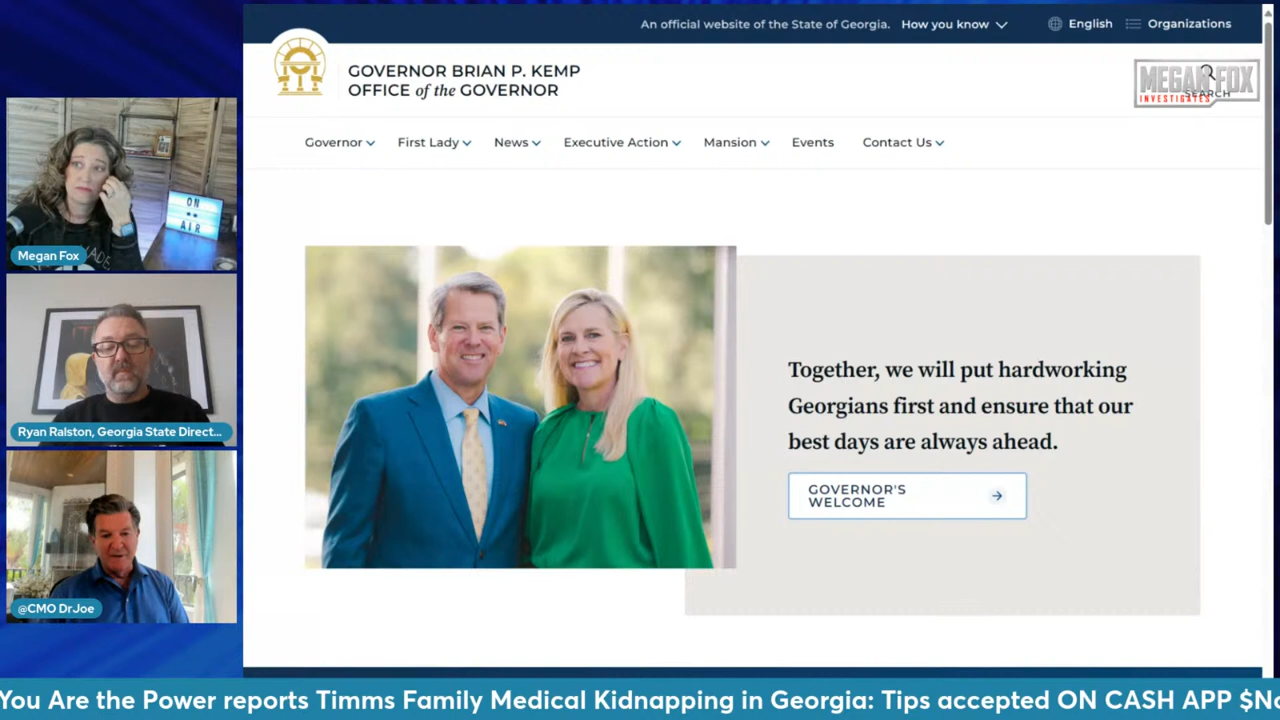 An official website of the State of Georgia. How you know
English
Organizations
GOVERNOR BRIAN P. KEMP
OFFICE of the GOVERNOR
MEGAN FOX
INVESTIGATES
SEARCH
Governor
First Lady
News
Executive Action
Mansion
Events
Contact Us
ON
AIR
Megan Fox
Ryan Ralston, Georgia State Direct...
@CMO DrJoe
Together, we will put hardworking
Georgians first and ensure that our
best days are always ahead.
GOVERNOR'S
WELCOME
You Are the Power reports Timms Family Medical Kidnapping in Georgia: Tips accepted ON CASH APP $No